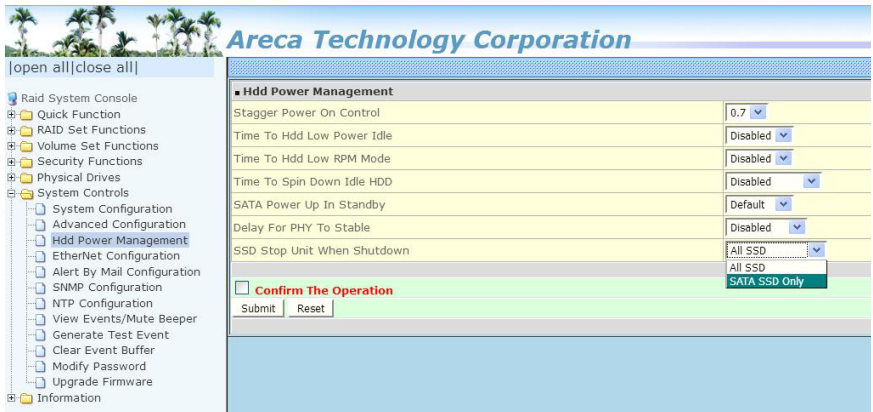 Areca Technology Corporation
|open all|close all|
Raid System Console
Quick Function
RAID Set Functions
Volume Set Functions
Security Functions
Physical Drives
System Controls
System Configuration
Advanced Configuration
Hdd Power Management
EtherNet Configuration
Alert By Mail Configuration
SNMP Configuration
NTP Configuration
View Events/Mute Beeper
Generate Test Event
Clear Event Buffer
Modify Password
Upgrade Firmware
Information
Hdd Power Management
Stagger Power On Control 0.7
Time To Hdd Low Power Idle Disabled
Time To Hdd Low RPM Mode Disabled
Time To Spin Down Idle HDD Disabled
SATA Power Up In Standby Default
Delay For PHY To Stable Disabled
SSD Stop Unit When Shutdown All SSD
All SSD
SATA SSD Only
Confirm The Operation
Submit Reset